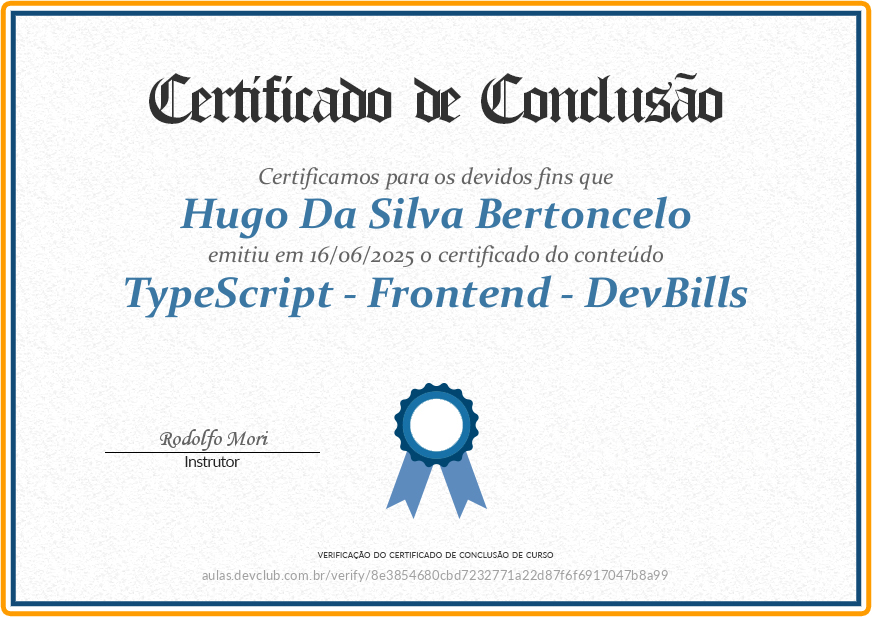 Certificado de Conclusão
Certificamos para os devidos fins que
Hugo Da Silva Bertoncelo
emitiu em 16/06/2025 o certificado do conteúdo
TypeScript - Frontend - DevBills
Rodolfo Mori
Instrutor
VERIFICAÇÃO DO CERTIFICADO DE CONCLUSÃO DE CURSO
aulas.devclub.com.br/verify/8e3854680cbd7232771a22d87f6f6917047b8a99